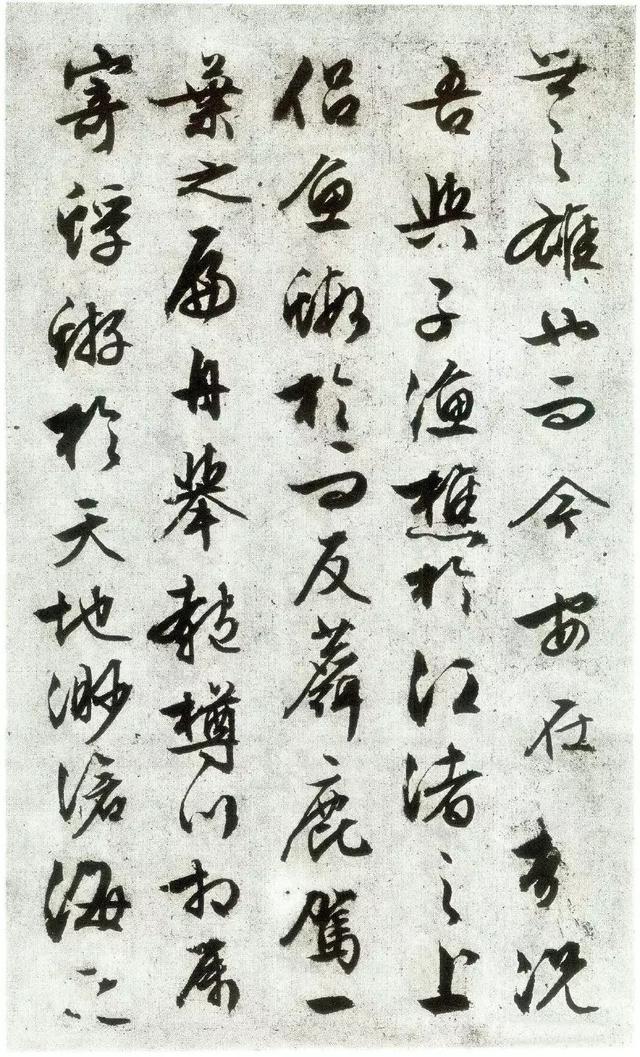 世之雄也而今安在哉況
吾與子漁樵於江渚之上
侶魚蝦於而友麋鹿駕一
葉之扁舟舉匏樽以相屬
寄蜉蝣於天地渺滄海之